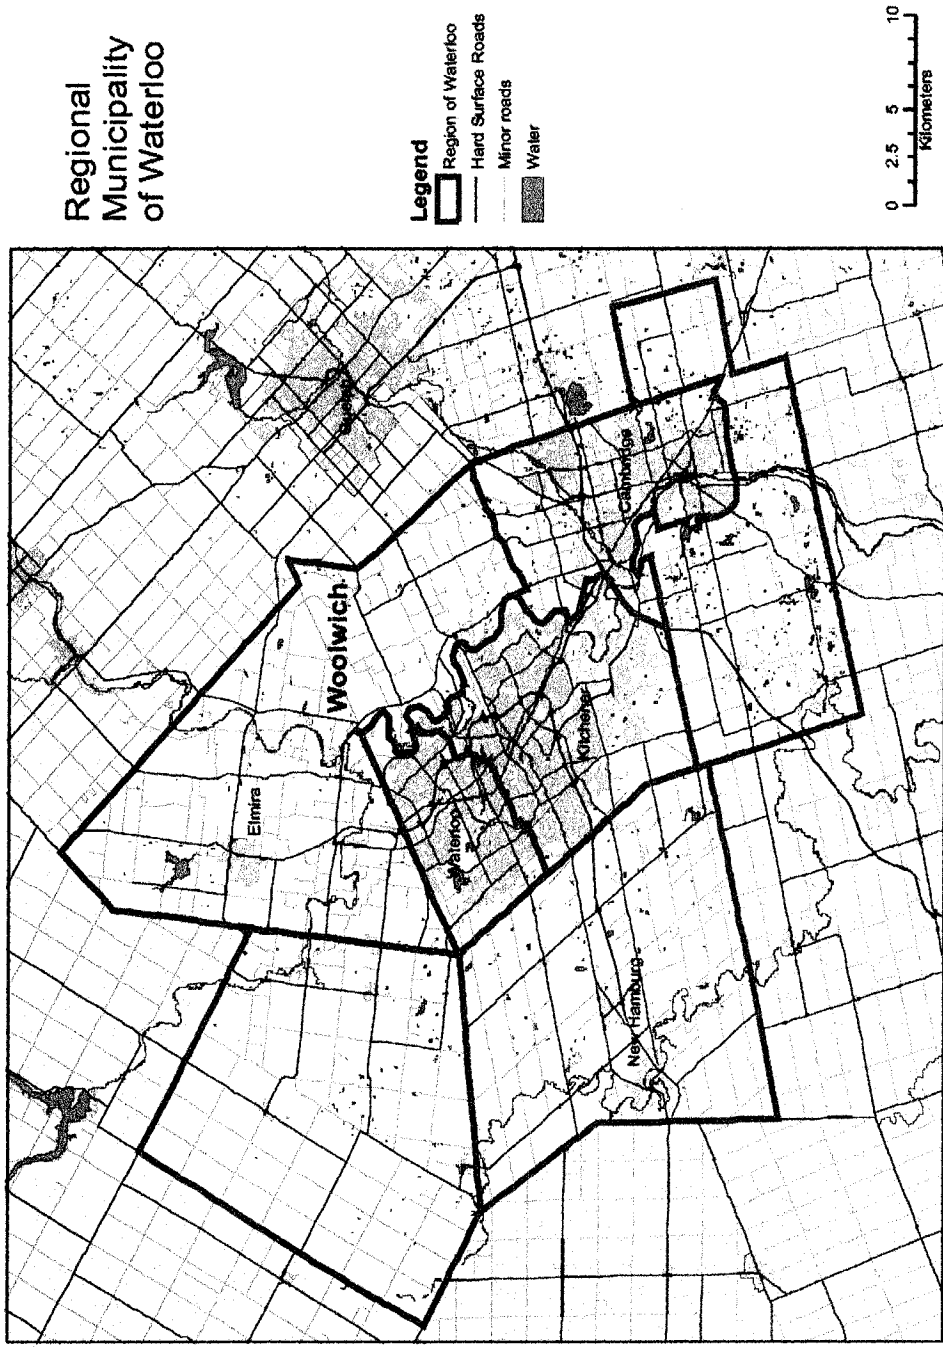 Regional
Municipality
of Waterloo
Legend
Region of Waterloo
Hard Surface Roads
Minor roads
Water
0 2.5 5 10
Kilometers
Elmira
Woolwich
Waterloo
Kitchener
Cambridge
New Hamburg